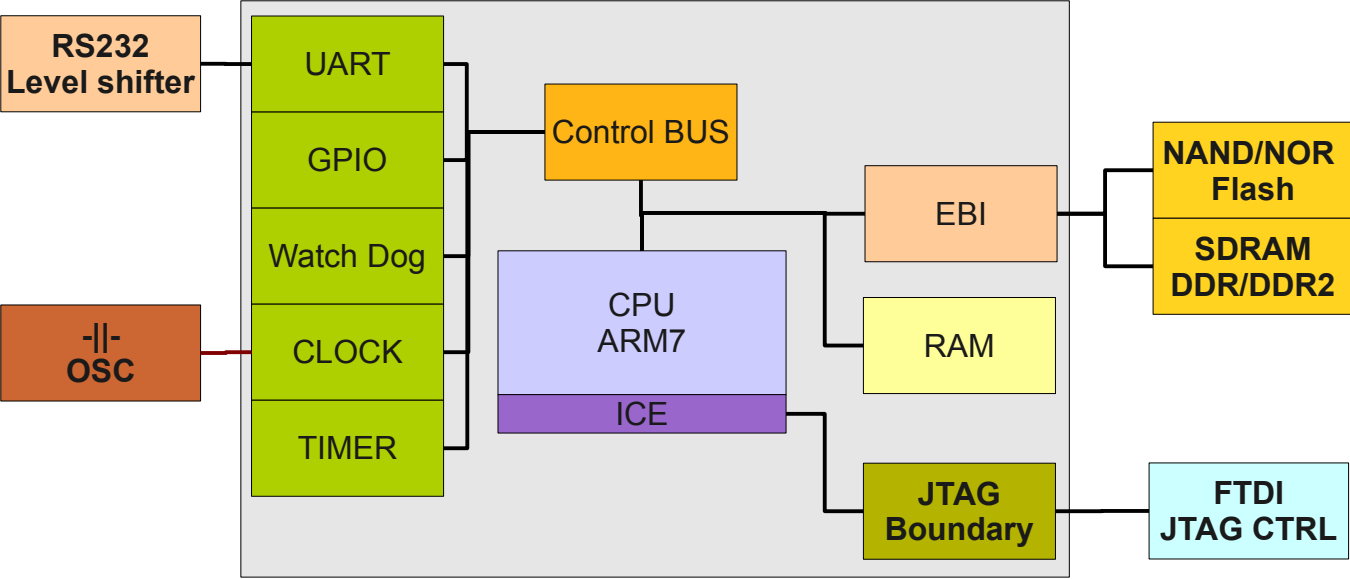 RS232
Level shifter
UART
GPIO
Watch Dog
CLOCK
TIMER
-||-
OSC
Control BUS
CPU
ARM7
ICE
EBI
RAM
JTAG
Boundary
NAND/NOR
Flash
SDRAM
DDR/DDR2
FTDI
JTAG CTRL